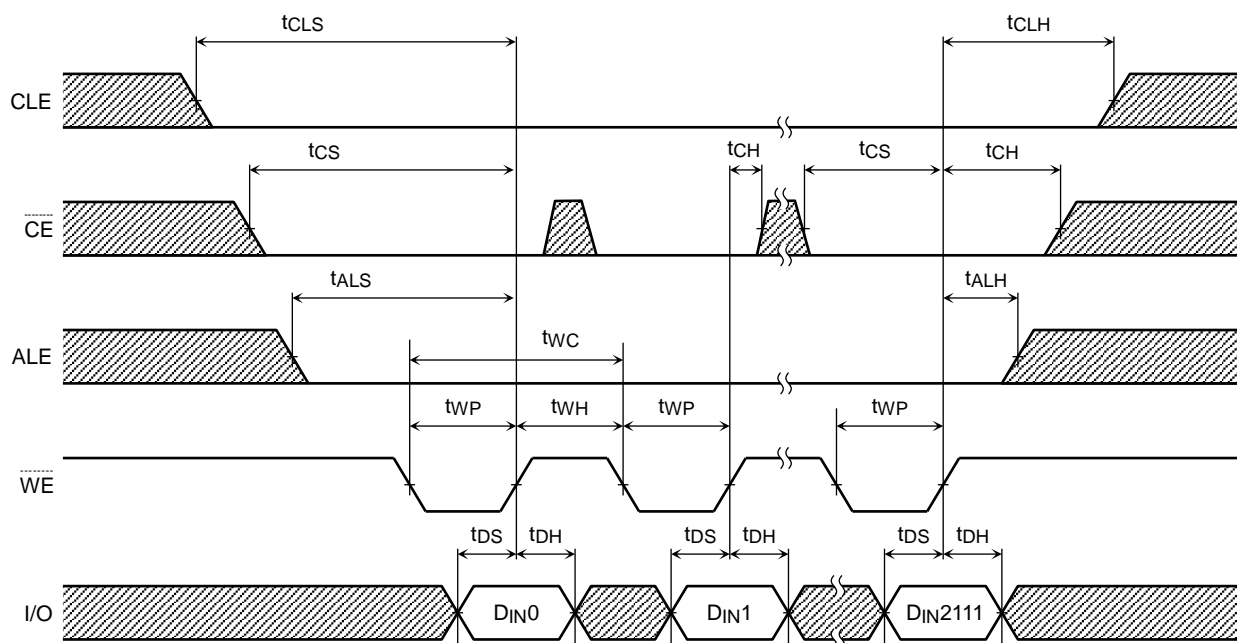 tCLS tCLH
CLE
tCS tCH tCS tCH
CE
tALS tALH
ALE
tWC
tWP tWH tWP tWP
WE
tDS tDH tDS tDH tDS tDH
I/O DIN0 DIN1 DIN2111